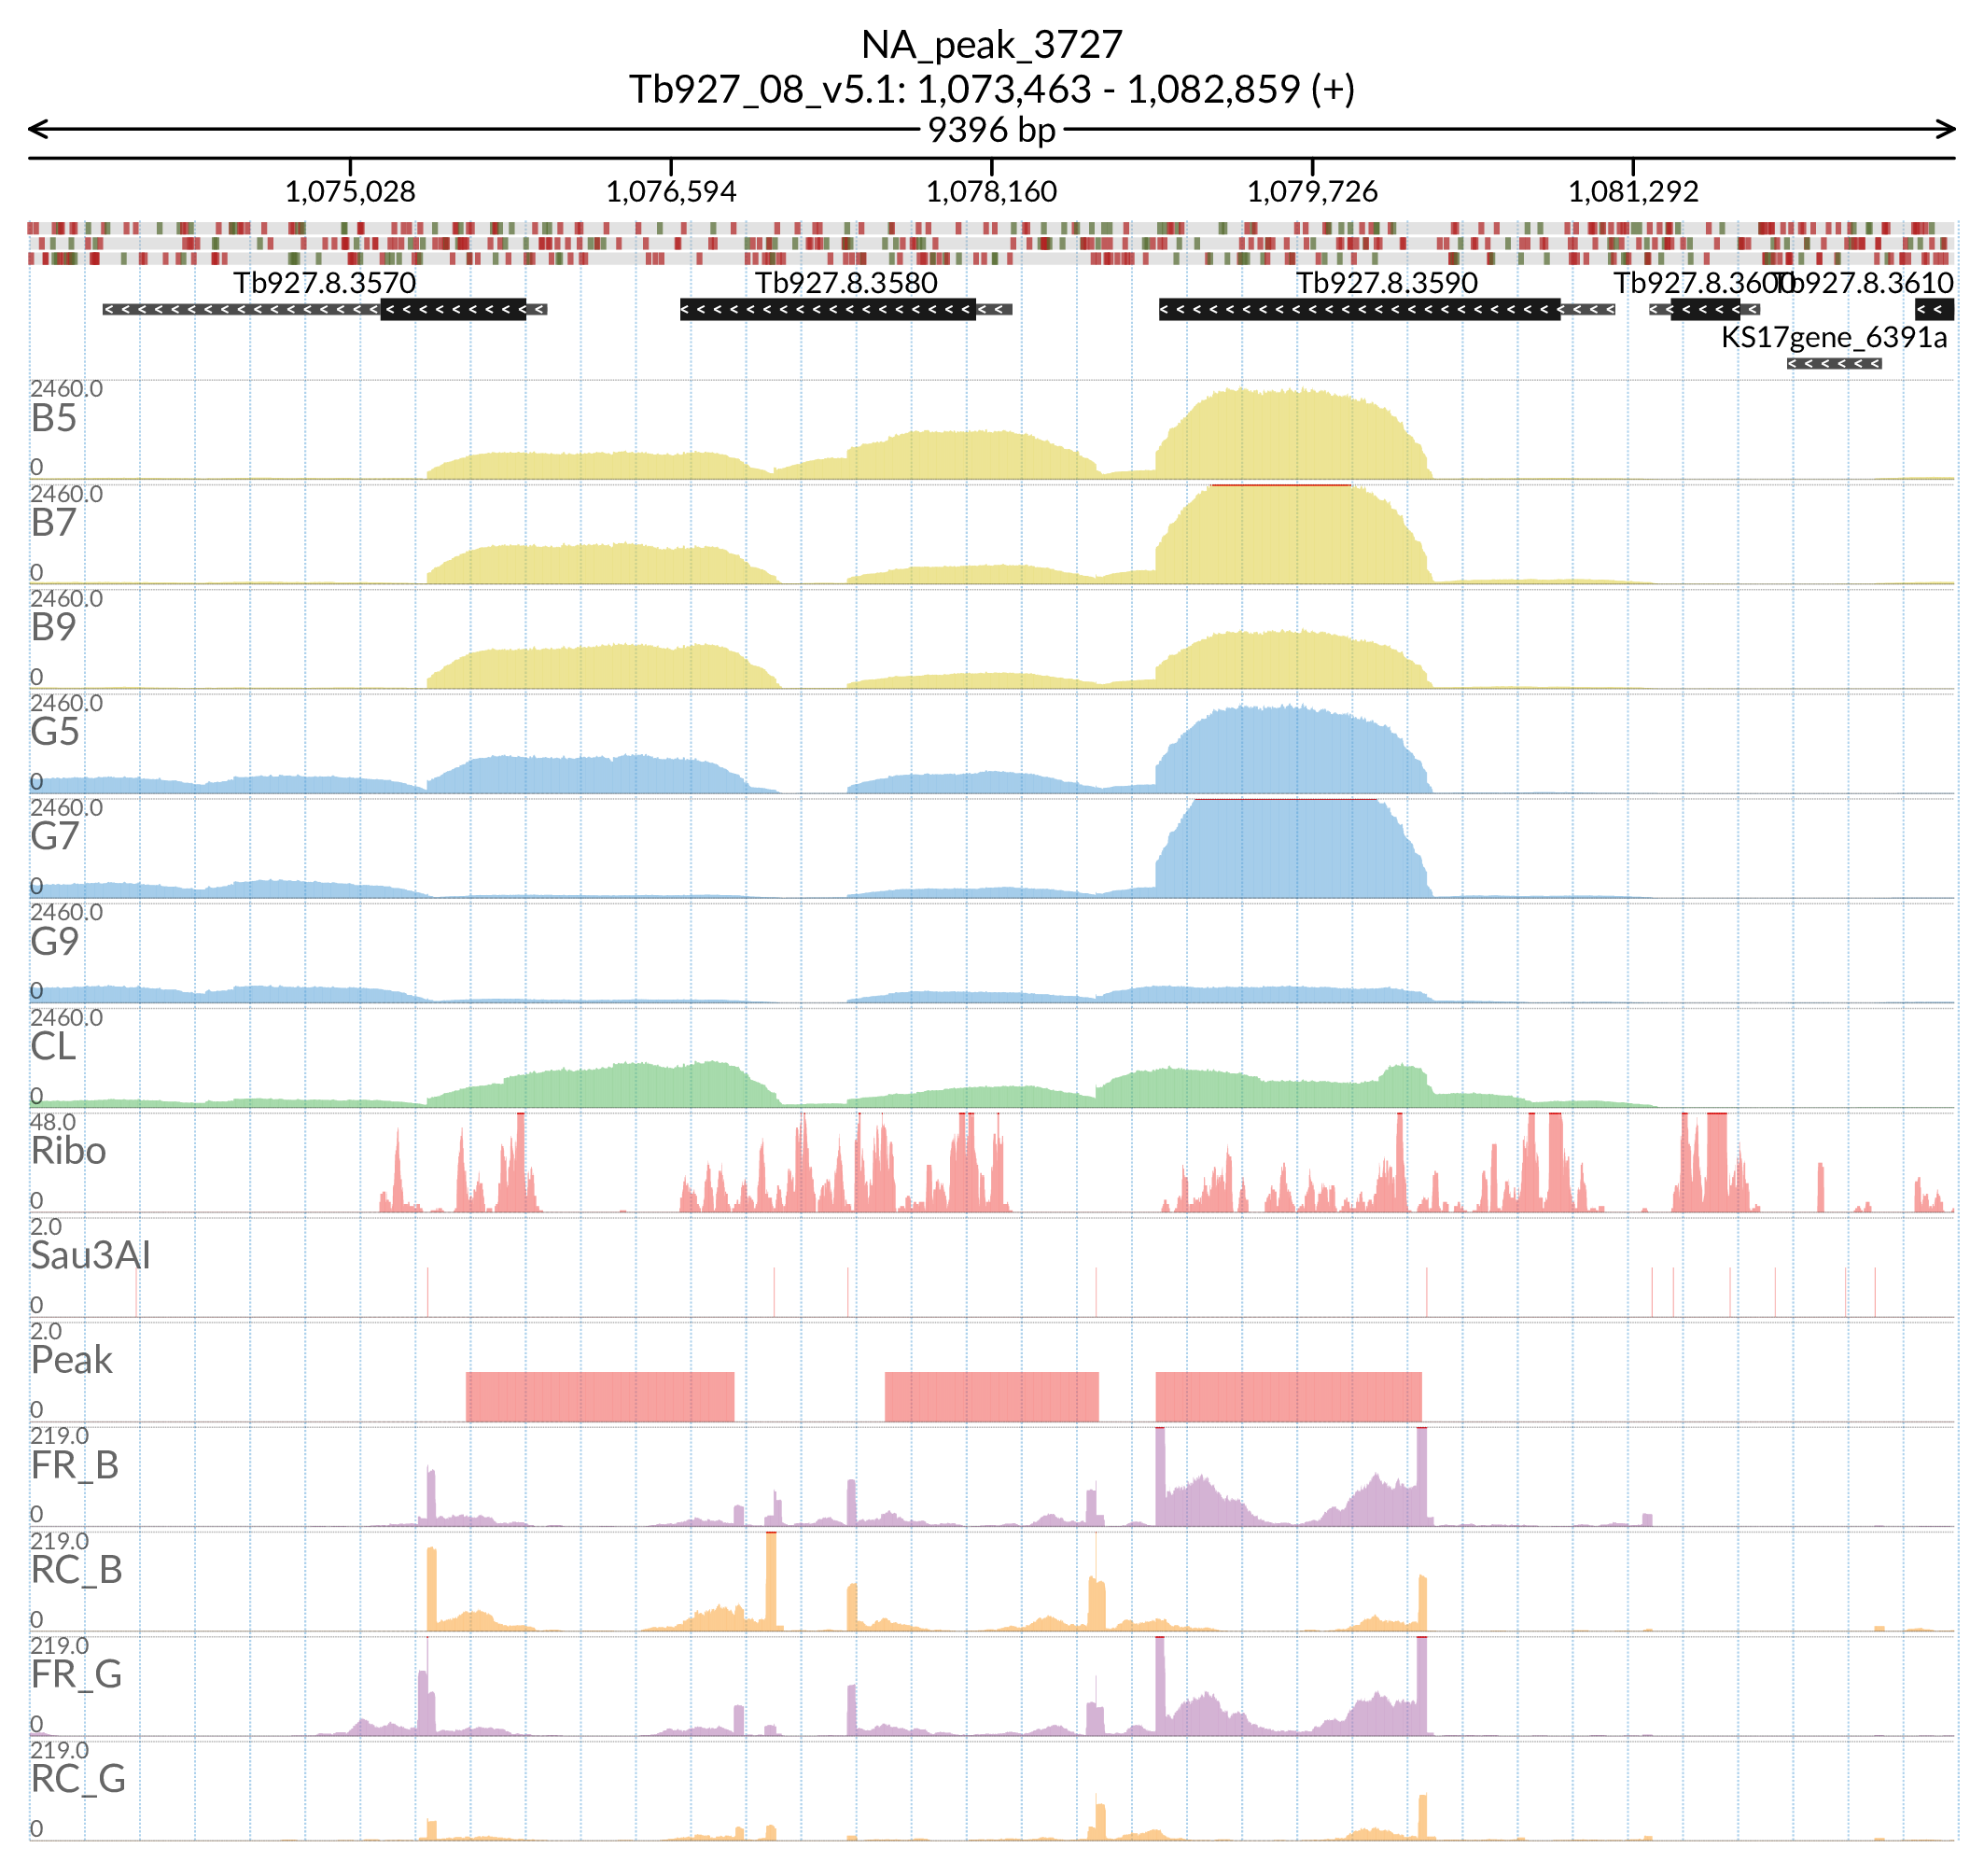 NA_peak_3727
Tb927_08_v5.1: 1,073,463 - 1,082,859 (+)
9396 bp
1,075,028 1,076,594 1,078,160 1,079,726 1,081,292
Tb927.8.3570 Tb927.8.3580 Tb927.8.3590 Tb927.8.3600 Tb927.8.3610
KS17gene_6391a
2460.0
B5
0
2460.0
B7
0
2460.0
B9
0
2460.0
G5
0
2460.0
G7
0
2460.0
G9
0
2460.0
CL
0
48.0
Ribo
0
2.0
Sau3AI
0
2.0
Peak
0
219.0
FR_B
0
219.0
RC_B
0
219.0
FR_G
0
219.0
RC_G
0